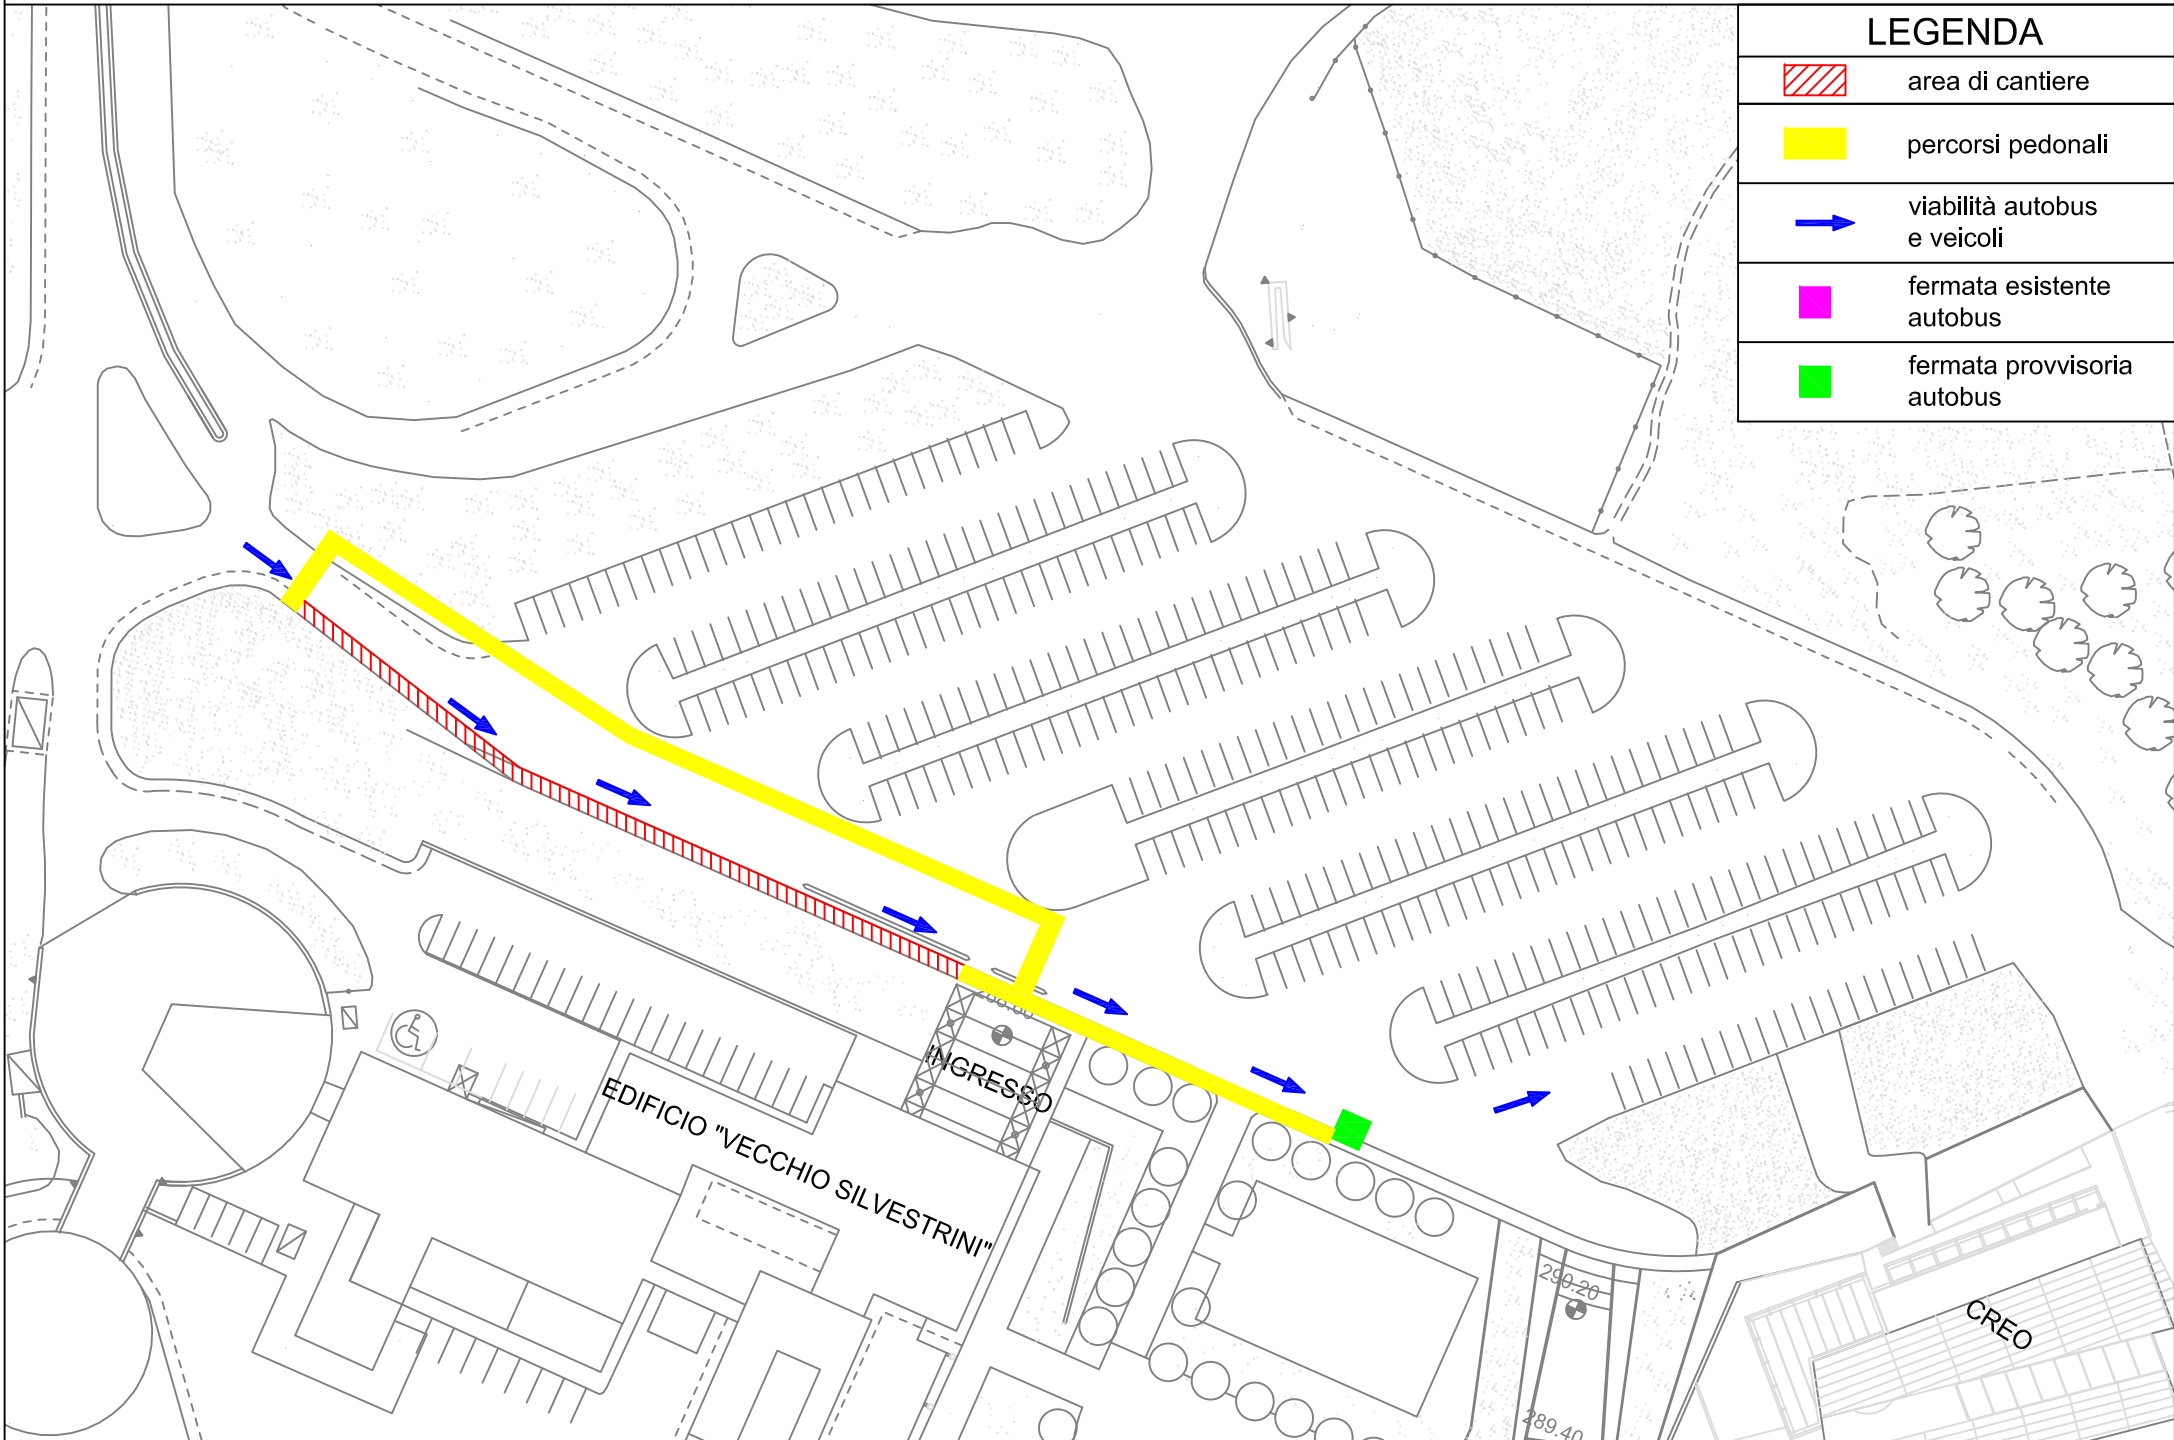 LEGENDA
area di cantiere
percorsi pedonali
viabilità autobus
e veicoli
fermata esistente
autobus
fermata provvisoria
autobus
INGRESSO
EDIFICIO "VECCHIO SILVESTRINI"
290.20
CREO
289.40